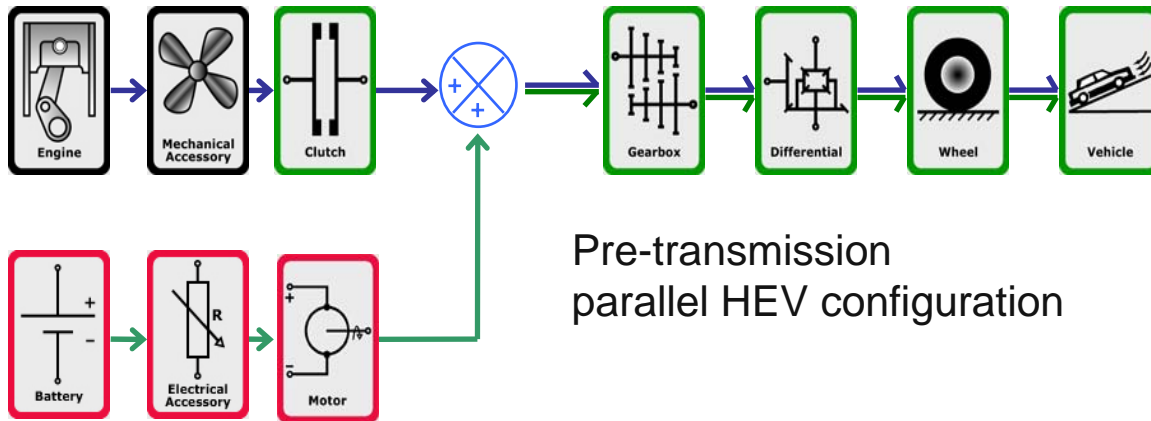 Engine
Mechanical
Accessory
Clutch
+
+
Gearbox
Differential
Wheel
Vehicle
Pre-transmission
parallel HEV configuration
+
−
Battery
R
Electrical
Accessory
+
−
Motor